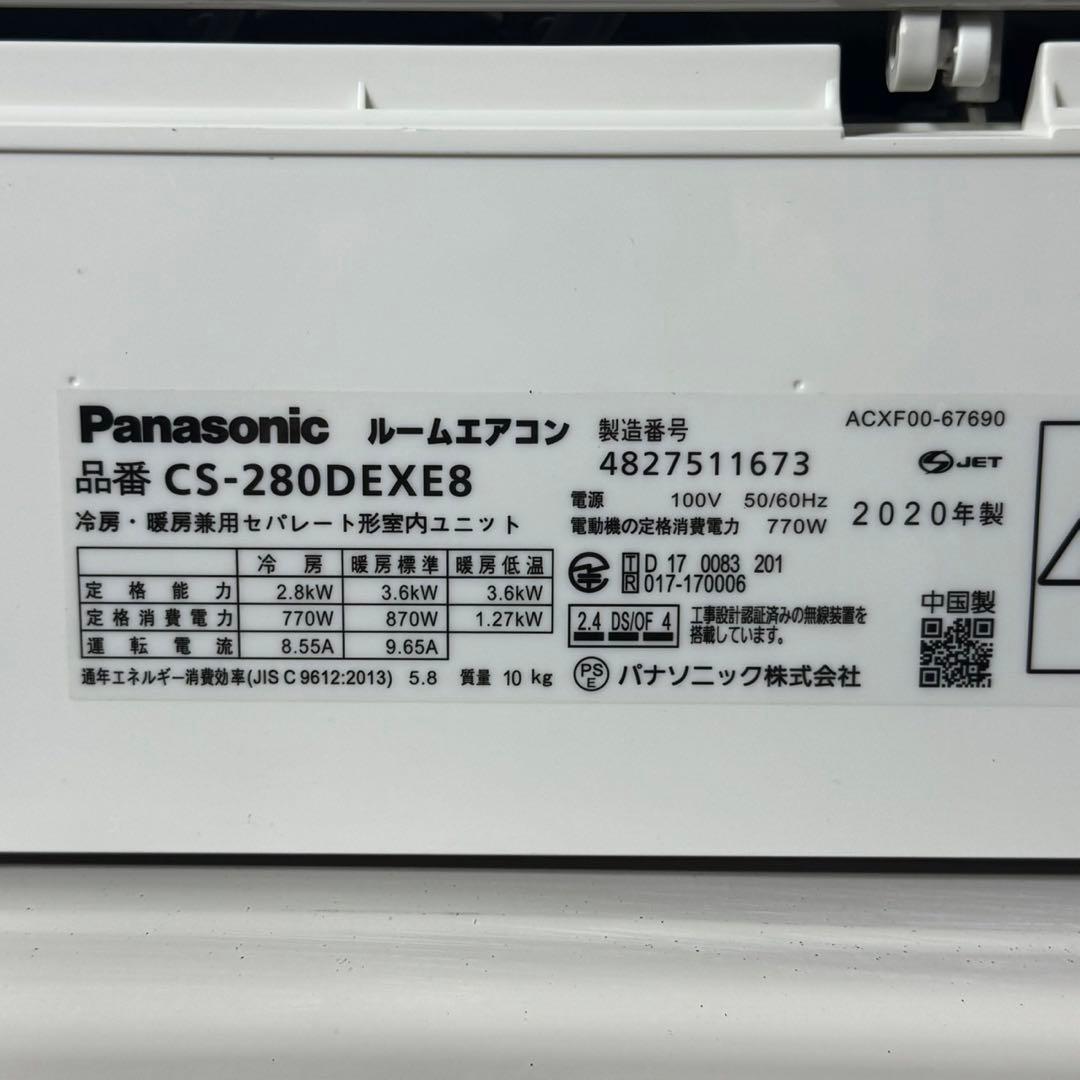 Panasonic ルームエアコン
品番 CS-280DEXE8
冷房・暖房兼用セパレート形室内ユニット
冷房 暖房標準 暖房低温
定格能力 2.8kW 3.6kW 3.6kW
定格消費電力 770W 870W 1.27kW
運転電流 8.55A 9.65A
通年エネルギー消費効率(JIS C 9612:2013) 5.8 質量 10 kg
製造番号
4827511673
電源 100V 50/60Hz
電動機の定格消費電力 770W
T D 17 0083 201
R 017-170006
2.4 DS/OF 4
工事設計認証済みの無線装置を
搭載しています。
PS
E パナソニック株式会社
ACXF00-67690
JET
2020年製
中国製